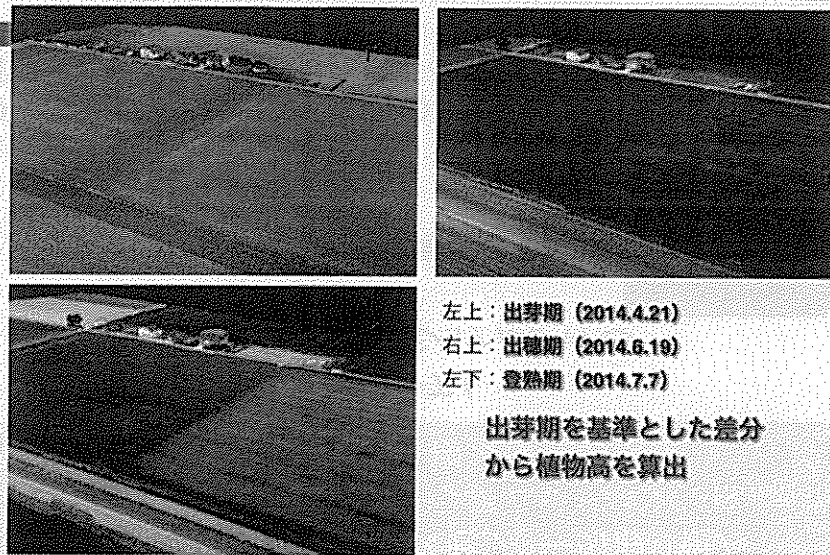 左上：出芽期（2014.4.21）
右上：出穂期（2014.6.19）
左下：登熟期（2014.7.7）
出芽期を基準とした差分
から植物高を算出